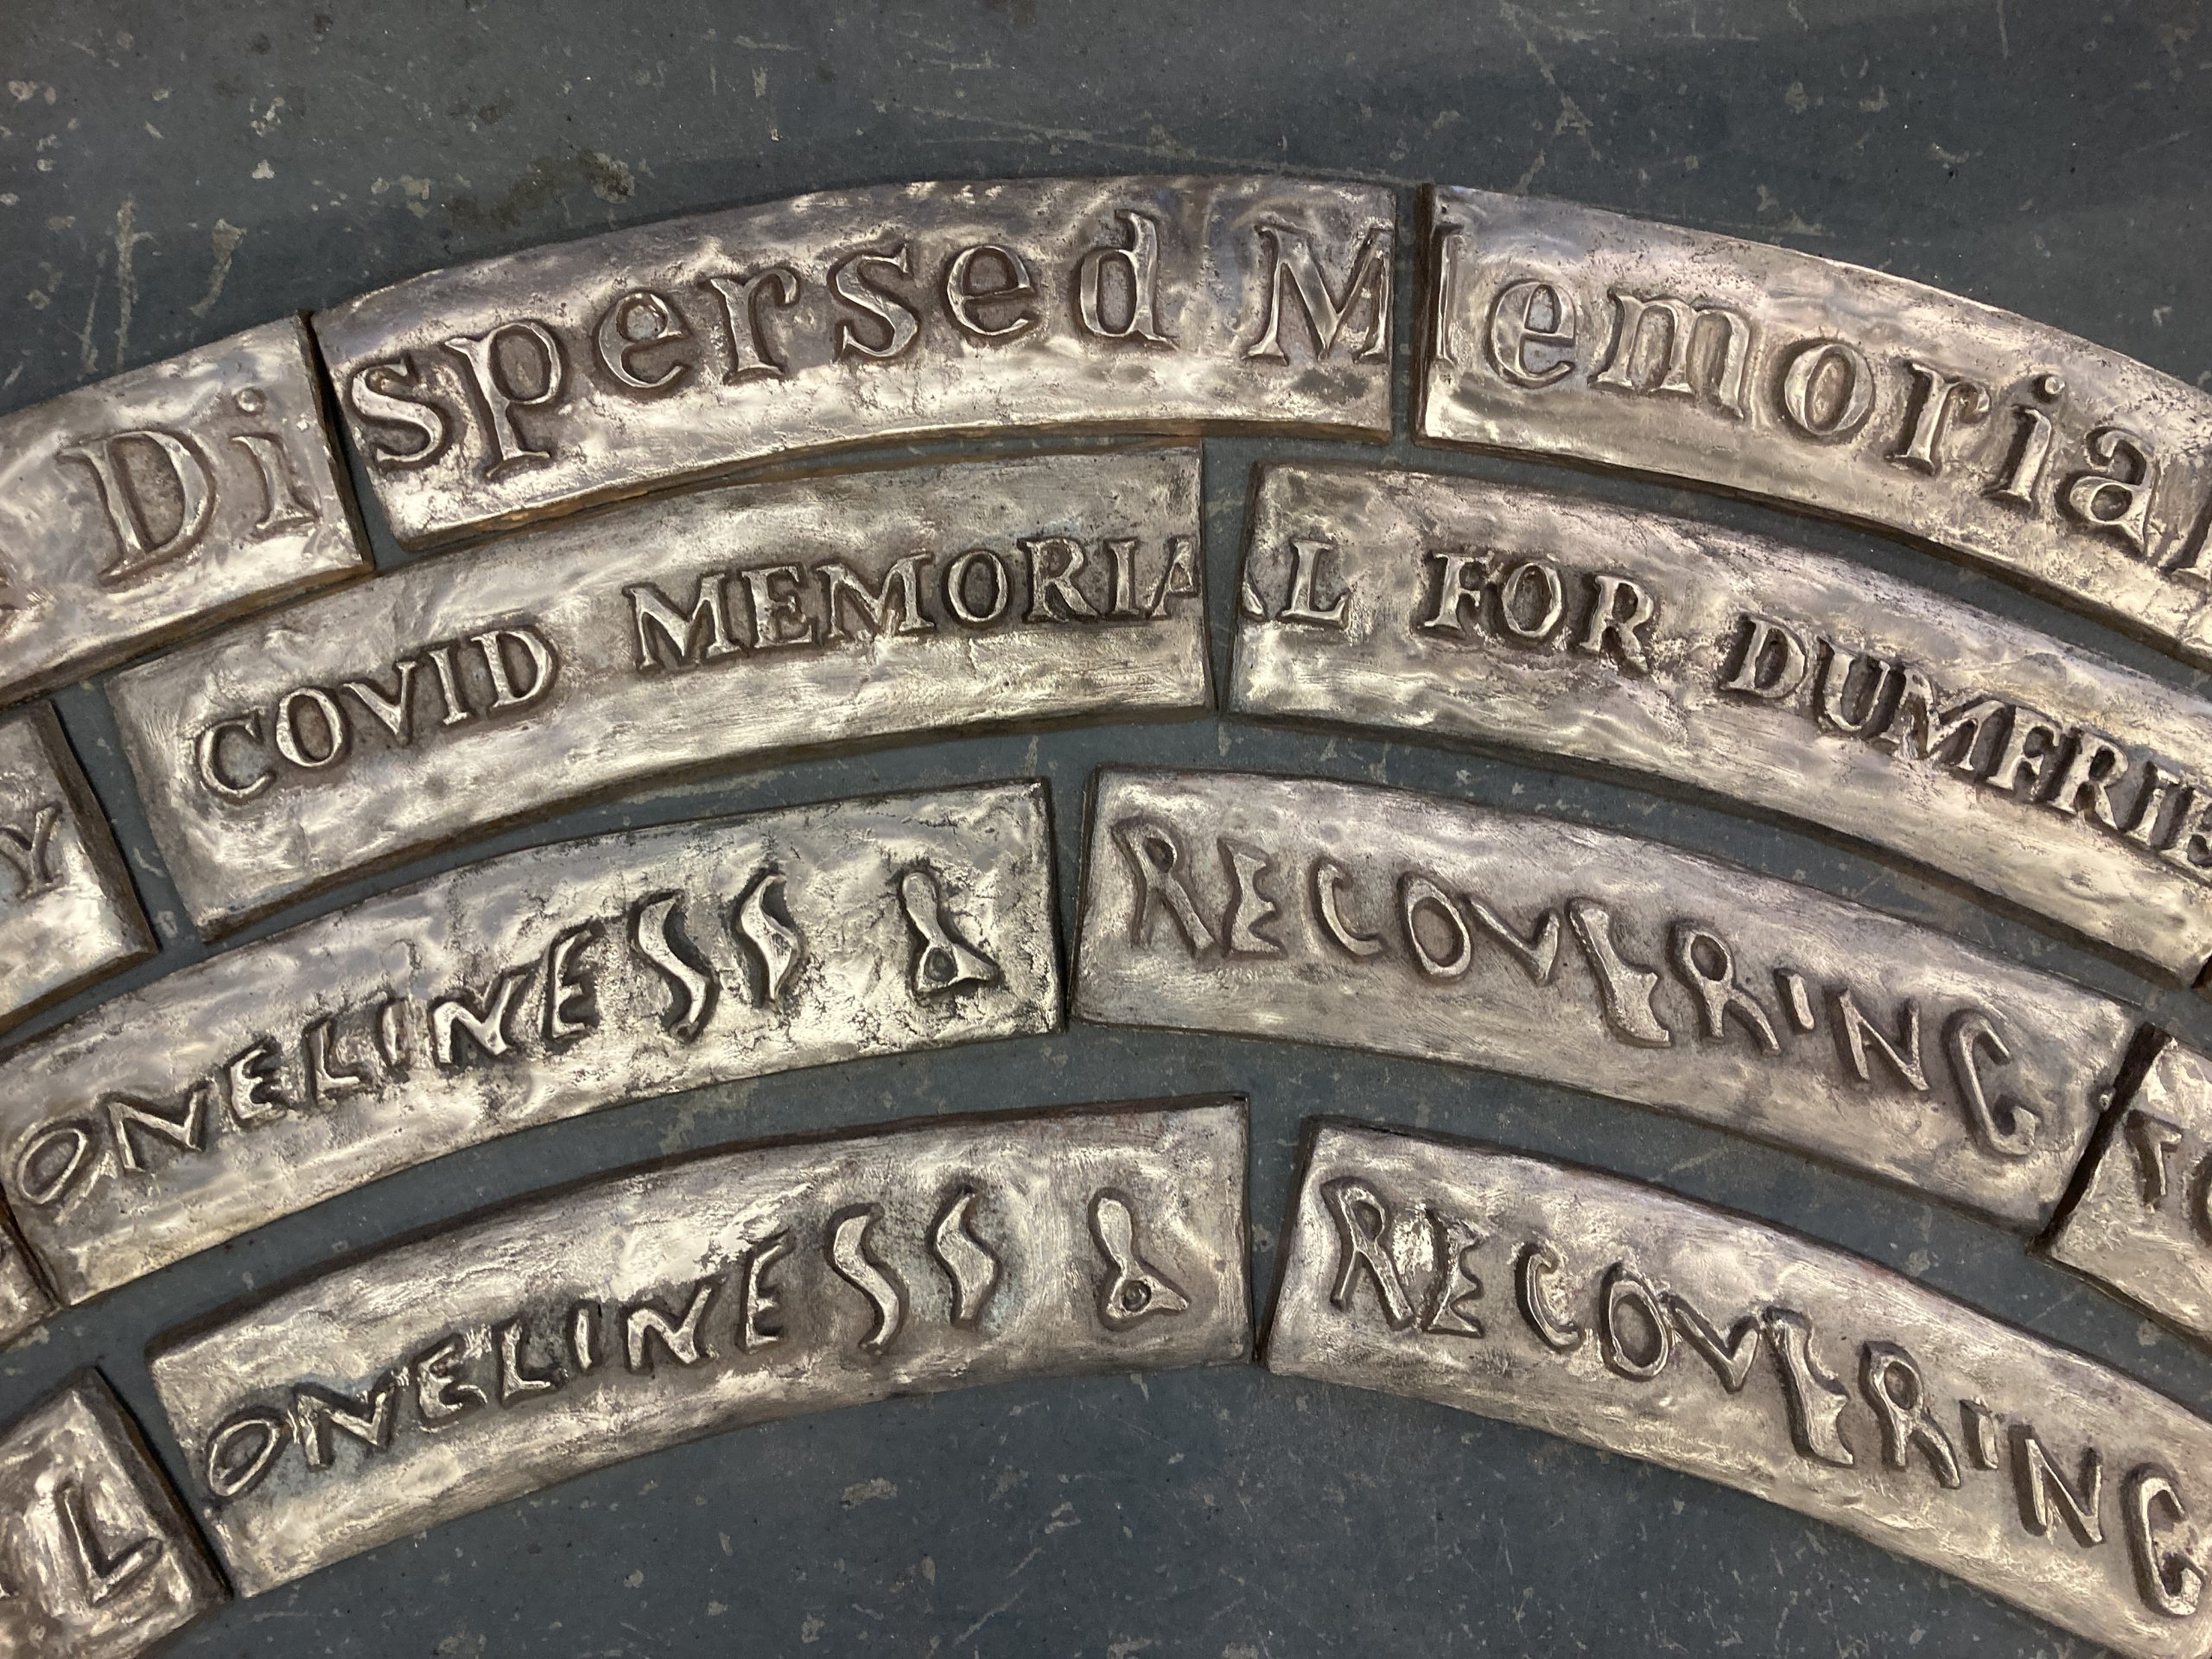 Dispersed Memorial
Y COVID MEMORIAL FOR DUMFRIES
ONELINESS & RECOVERING
L ONELINESS & RECOVERING